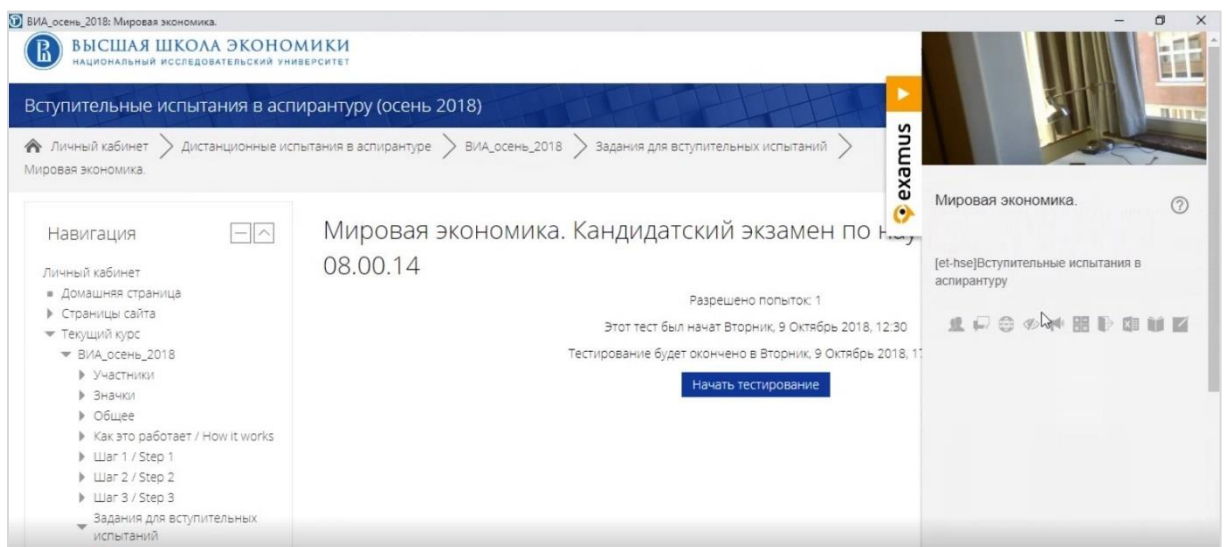 ВИА_осень_2018: Мировая экономика.
ВЫСШАЯ ШКОЛА ЭКОНОМИКИ
НАЦИОНАЛЬНЫЙ ИССЛЕДОВАТЕЛЬСКИЙ УНИВЕРСИТЕТ
Вступительные испытания в аспирантуру (осень 2018)
Личный кабинет
Дистанционные испытания в аспирантуре
ВИА_осень_2018
Задания для вступительных испытаний
Мировая экономика.
Навигация
Личный кабинет
Домашняя страница
Страницы сайта
Текущий курс
ВИА_осень_2018
Участники
Значки
Общее
Как это работает / How it works
Шаг 1 / Step 1
Шаг 2 / Step 2
Шаг 3 / Step 3
Задания для вступительных
испытаний
Мировая экономика. Кандидатский экзамен по
08.00.14
Разрешено попыток: 1
Этот тест был начат Вторник, 9 Октябрь 2018, 12:30
Тестирование будет окончено в Вторник, 9 Октябрь 2018,
Начать тестирование
examus
Мировая экономика.
[et-hse]Вступительные испытания в
аспирантуру